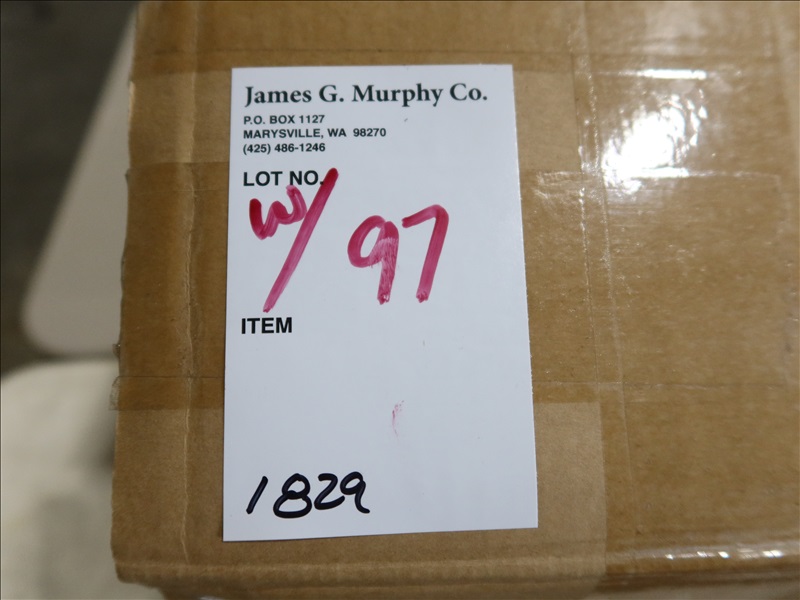 James G. Murphy Co.
P.O. BOX 1127
MARYSVILLE, WA 98270
(425) 486-1246
LOT NO.
W/ 97
ITEM
1829